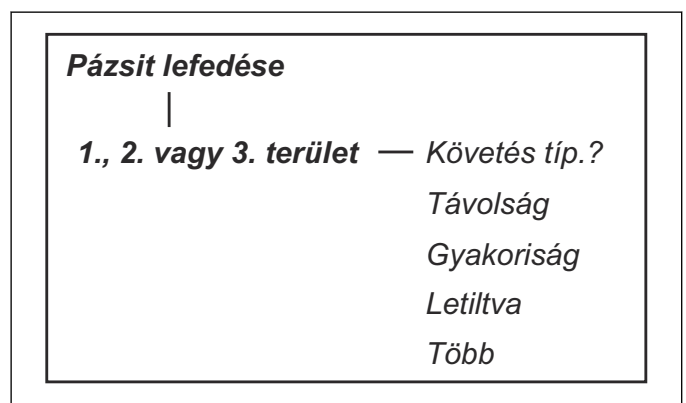 Pázsit lefedése
1., 2. vagy 3. terület — Követés típ.?
Távolság
Gyakoriság
Letiltva
Több